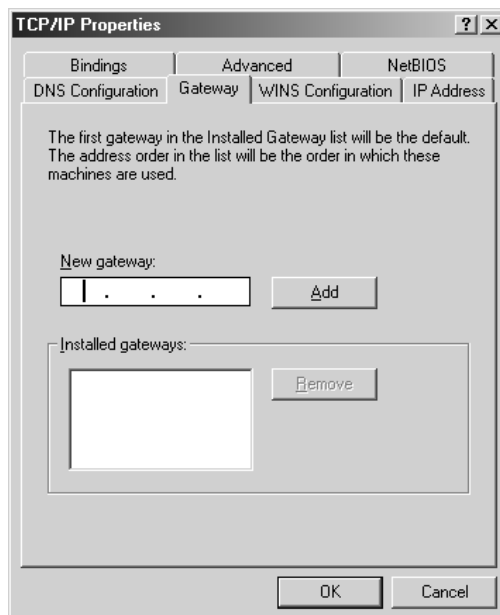 TCP/IP Properties
? ×
Bindings Advanced NetBIOS
DNS Configuration Gateway WINS Configuration IP Address
The first gateway in the Installed Gateway list will be the default.
The address order in the list will be the order in which these
machines are used.
New gateway:
. . .
Add
Installed gateways:
Remove
OK Cancel